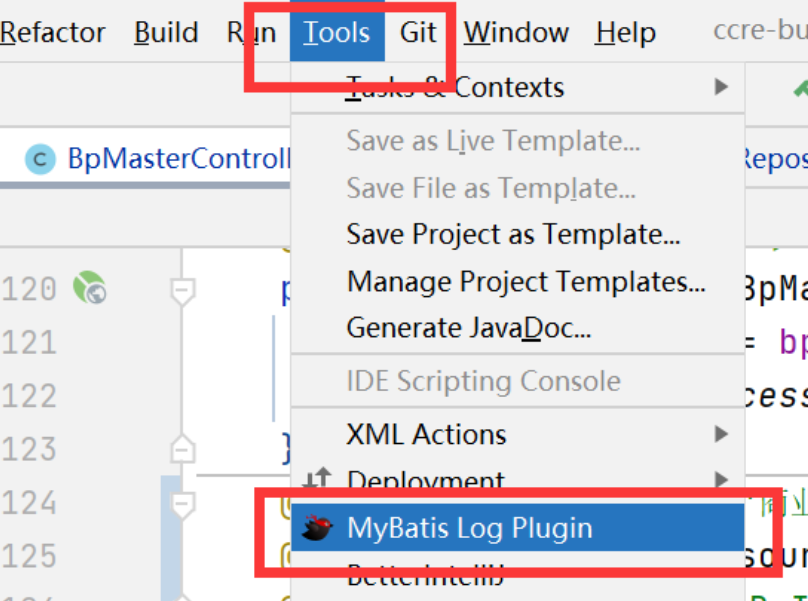 Refactor Build Run Tools Git Window Help ccre-bu
Tasks & Contexts
Save as Live Template...
C BpMasterControll
Repos
Save File as Template...
Save Project as Template...
120
Manage Project Templates...
BpMa
121
Generate JavaDoc...
= bp
122
IDE Scripting Console
cess
123
}
XML Actions
Deployment
124
@
MyBatis Log Plugin
商业
125
@
sour
BetterIntelliJ